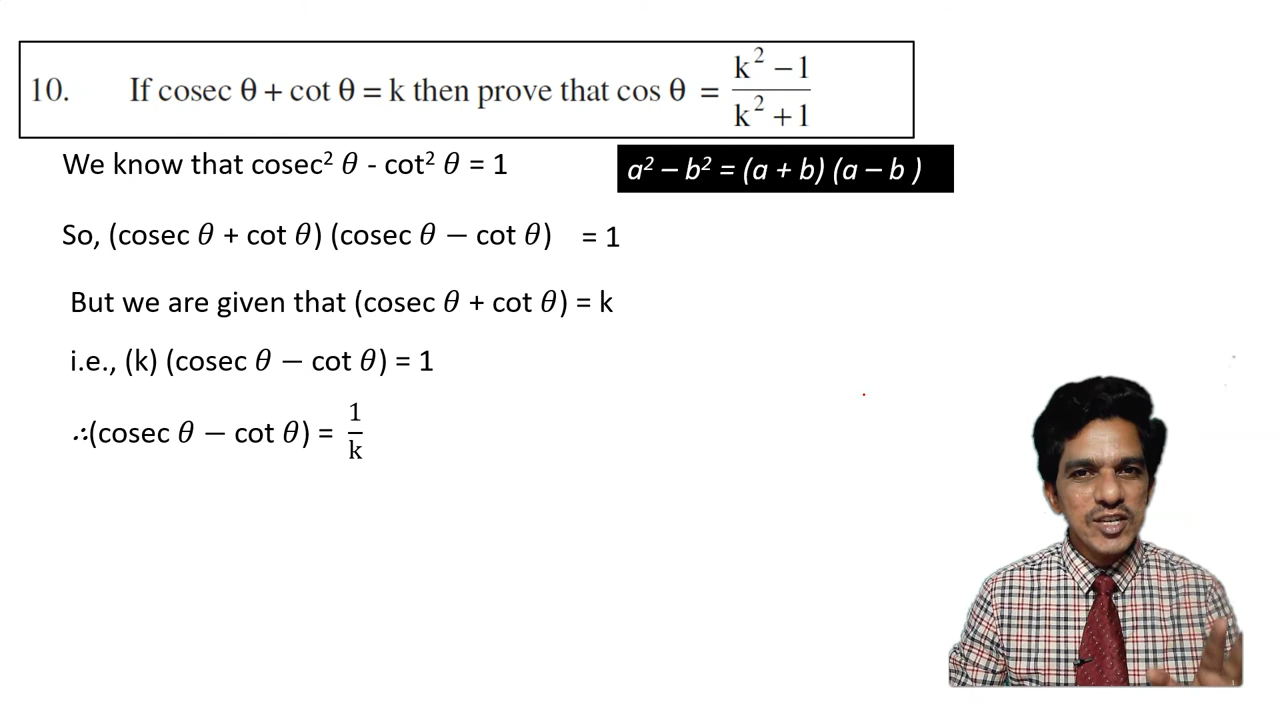 10. If cosec θ + cot θ = k then prove that cos θ = k² − 1 / k² + 1
We know that cosec² θ - cot² θ = 1
a² – b² = (a + b) (a – b )
So, (cosec θ + cot θ) (cosec θ − cot θ) = 1
But we are given that (cosec θ + cot θ) = k
i.e., (k) (cosec θ − cot θ) = 1
∴(cosec θ − cot θ) = 1/k